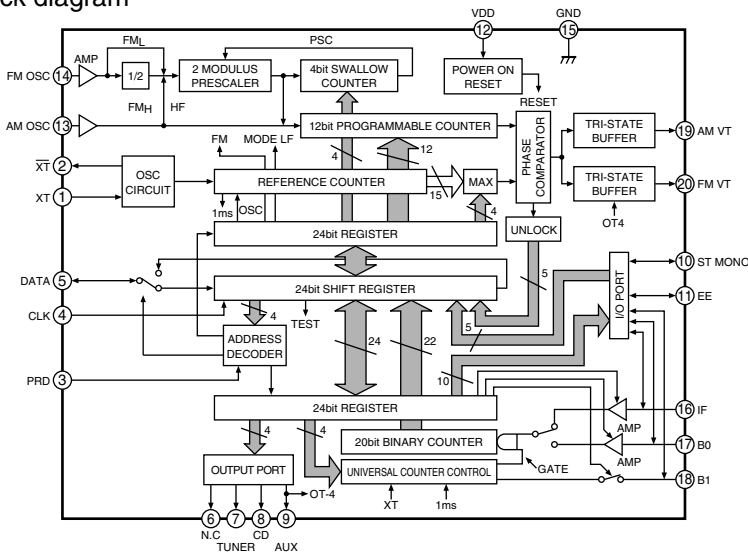 ck diagram
VDD
GND
12
15
FML
PSC
AMP
FM OSC 14
1/2
2 MODULUS
PRESCALER
4bit SWALLOW
COUNTER
POWER ON
RESET
RESET
FMH
HF
AM OSC 13
12bit PROGRAMMABLE COUNTER
PHASE
COMPARATOR
TRI-STATE
BUFFER
19 AM VT
FM
MODE LF
4
12
XT 2
OSC
CIRCUIT
REFERENCE COUNTER
15
MAX
TRI-STATE
BUFFER
20 FM VT
XT 1
1ms
OSC
4
OT4
24bit REGISTER
UNLOCK
I/O PORT
10 ST MONO
DATA 5
24bit SHIFT REGISTER
5
11 EE
CLK 4
4
TEST
5
ADDRESS
DECODER
24
22
PRD 3
10
24bit REGISTER
16 IF
AMP
4
4
20bit BINARY COUNTER
17 B0
AMP
GATE
OUTPUT PORT
UNIVERSAL COUNTER CONTROL
18 B1
OT-4
XT
1ms
6
7
8
9
N.C
CD
TUNER
AUX